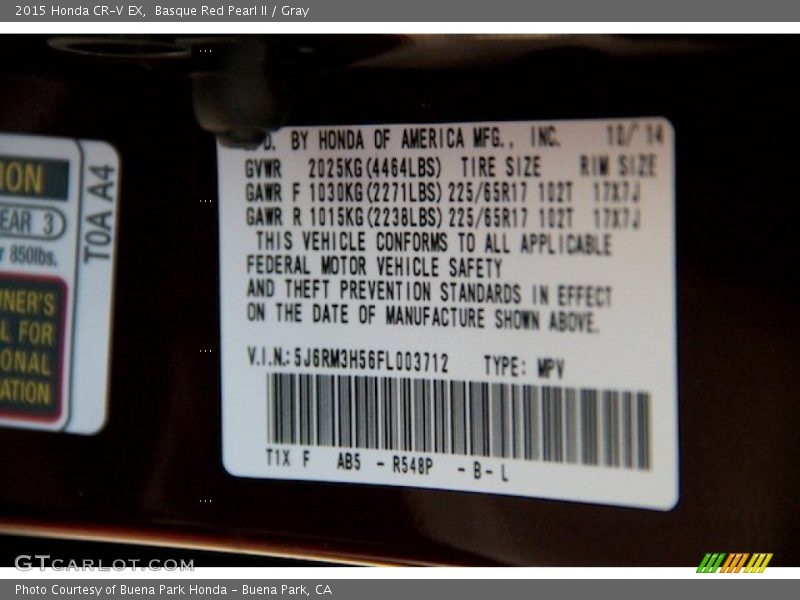 2015 Honda CR-V EX, Basque Red Pearl II / Gray
D. BY HONDA OF AMERICA MFG., INC. 10/14
GVWR 2025KG(4464LBS) TIRE SIZE RIM SIZE
GAWR F 1030KG(2271LBS) 225/65R17 102T 17X7J
GAWR R 1015KG(2238LBS) 225/65R17 102T 17X7J
THIS VEHICLE CONFORMS TO ALL APPLICABLE
FEDERAL MOTOR VEHICLE SAFETY
AND THEFT PREVENTION STANDARDS IN EFFECT
ON THE DATE OF MANUFACTURE SHOWN ABOVE.
V.I.N.: 5J6RM3H56FL003712 TYPE: MPV
T1X F AB5 - R548P - B - L
ION
EAR 3
850lbs.
NER'S
L FOR
ONAL
ATION
T0A A4
GTCARLOT.COM
Photo Courtesy of Buena Park Honda - Buena Park, CA